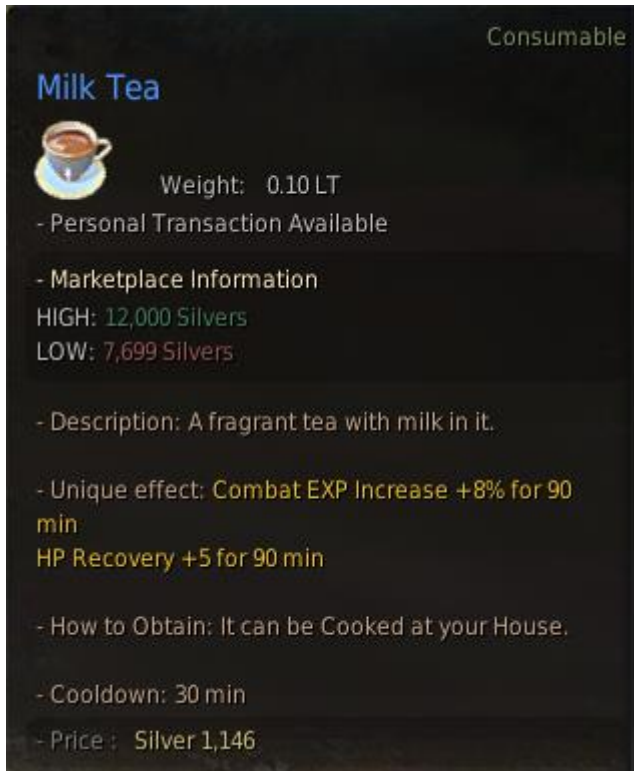 Consumable
Milk Tea
Weight: 0.10 LT
- Personal Transaction Available
- Marketplace Information
HIGH: 12,000 Silvers
LOW: 7,699 Silvers
- Description: A fragrant tea with milk in it.
- Unique effect: Combat EXP Increase +8% for 90
min
HP Recovery +5 for 90 min
- How to Obtain: It can be Cooked at your House.
- Cooldown: 30 min
- Price : Silver 1,146